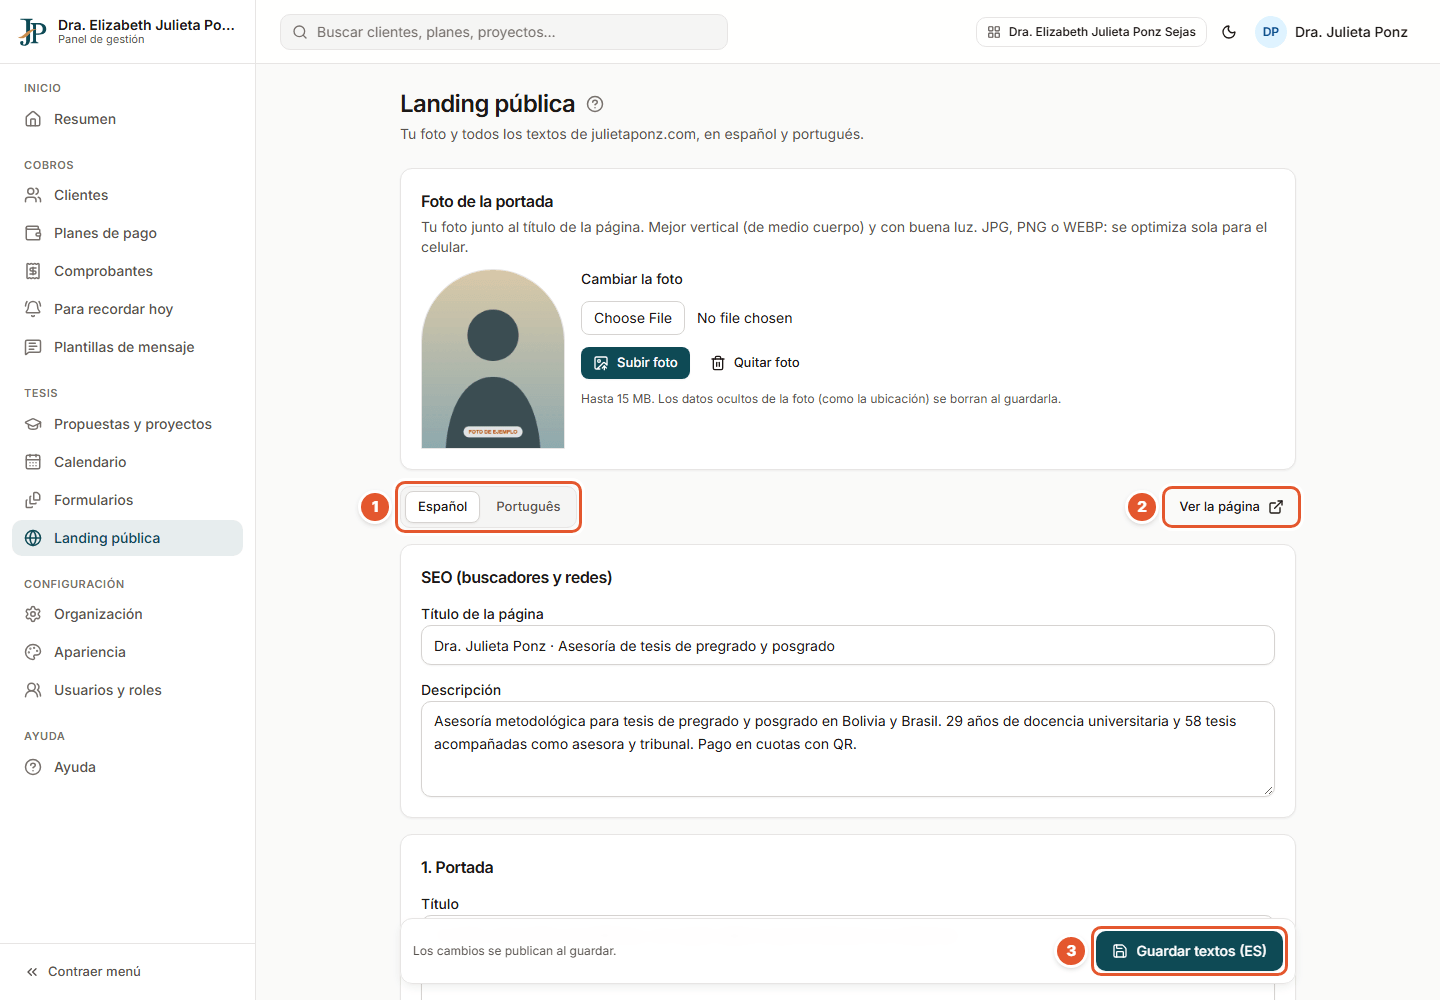 JP
Dra. Elizabeth Julieta Po...
Panel de gestión
Buscar clientes, planes, proyectos...
Dra. Elizabeth Julieta Ponz Sejas
DP
Dra. Julieta Ponz
INICIO
Resumen
COBROS
Clientes
Planes de pago
Comprobantes
Para recordar hoy
Plantillas de mensaje
TESIS
Propuestas y proyectos
Calendario
Formularios
Landing pública
CONFIGURACIÓN
Organización
Apariencia
Usuarios y roles
AYUDA
Ayuda
Contraer menú
Landing pública
Tu foto y todos los textos de julietaponz.com, en español y portugués.
Foto de la portada
Tu foto junto al título de la página. Mejor vertical (de medio cuerpo) y con buena luz. JPG, PNG o WEBP: se optimiza sola para el
celular.
FOTO DE EJEMPLO
Cambiar la foto
Choose File No file chosen
Subir foto
Quitar foto
Hasta 15 MB. Los datos ocultos de la foto (como la ubicación) se borran al guardarla.
1
Español
Português
2
Ver la página
SEO (buscadores y redes)
Título de la página
Dra. Julieta Ponz · Asesoría de tesis de pregrado y posgrado
Descripción
Asesoría metodológica para tesis de pregrado y posgrado en Bolivia y Brasil. 29 años de docencia universitaria y 58 tesis
acompañadas como asesora y tribunal. Pago en cuotas con QR.
1. Portada
Título
Los cambios se publican al guardar.
3
Guardar textos (ES)